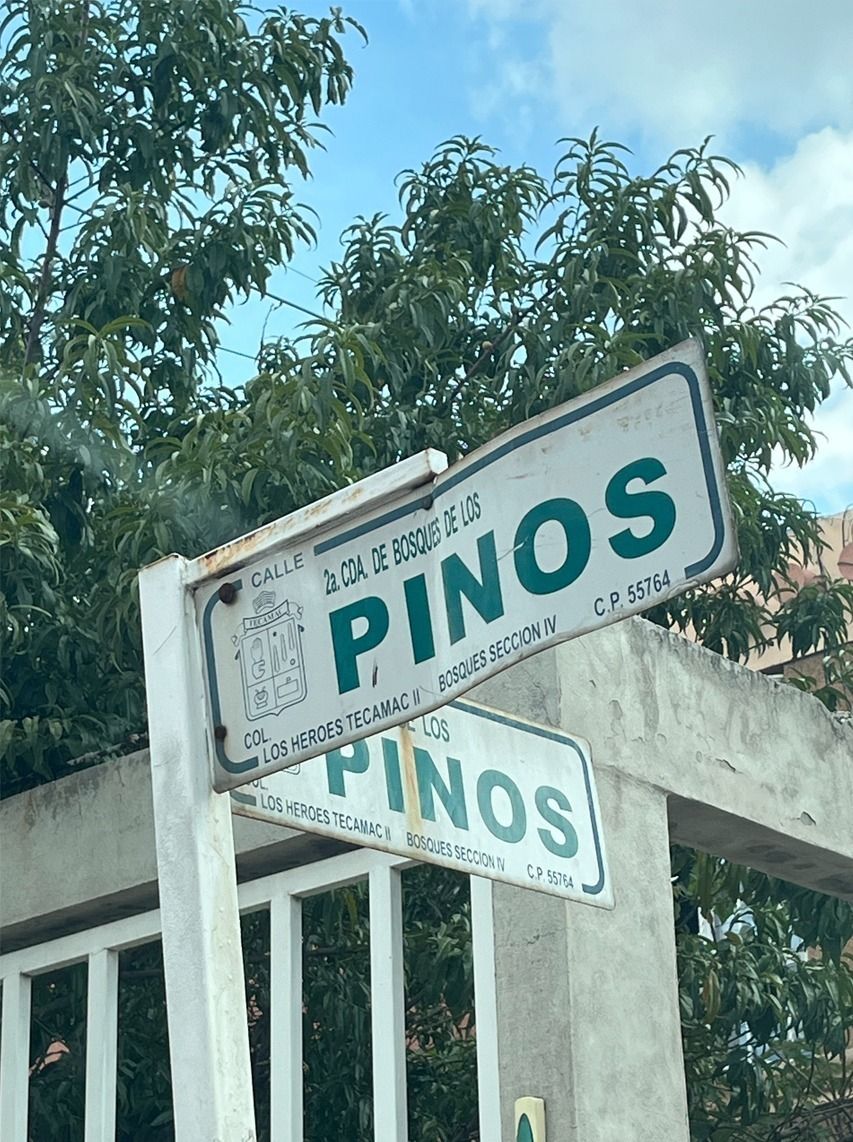 CALLE
TECAMAC
2a. CDA. DE BOSQUES DE LOS
PINOS
COL.
LOS HEROES TECAMAC II BOSQUES SECCION IV C.P. 55764
LOS
PINOS
LOS HEROES TECAMAC II BOSQUES SECCION IV C.P. 55764